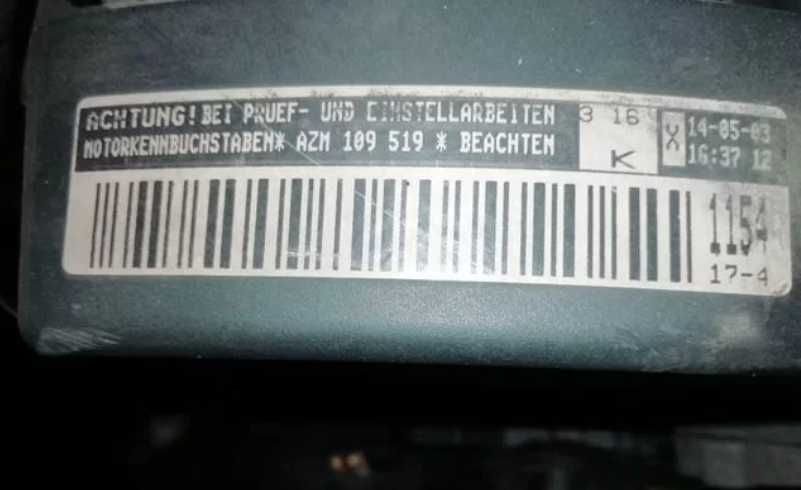 ACHTUNG! BEI PRUEF- UND EINSTELLARBEITEN
MOTORKENNBUCHSTABEN* AZM 109 519 * BEACHTEN
3 16
K
X
14-05-03
16:37 12
1154
17-4